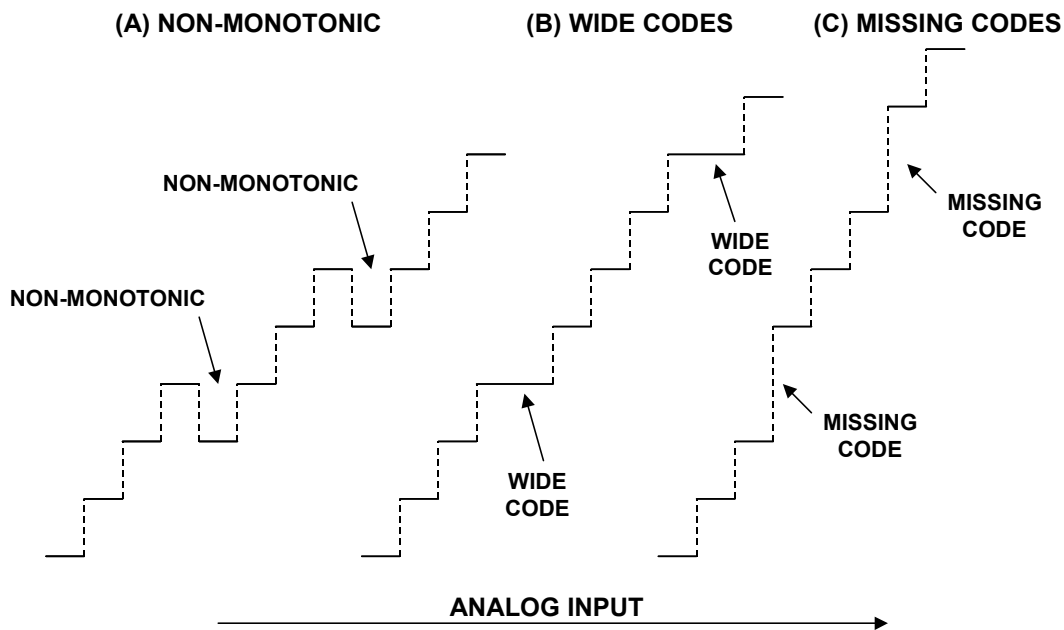 (A) NON-MONOTONIC
(B) WIDE CODES
(C) MISSING CODES
NON-MONOTONIC
NON-MONOTONIC
WIDE
CODE
WIDE
CODE
MISSING
CODE
MISSING
CODE
ANALOG INPUT